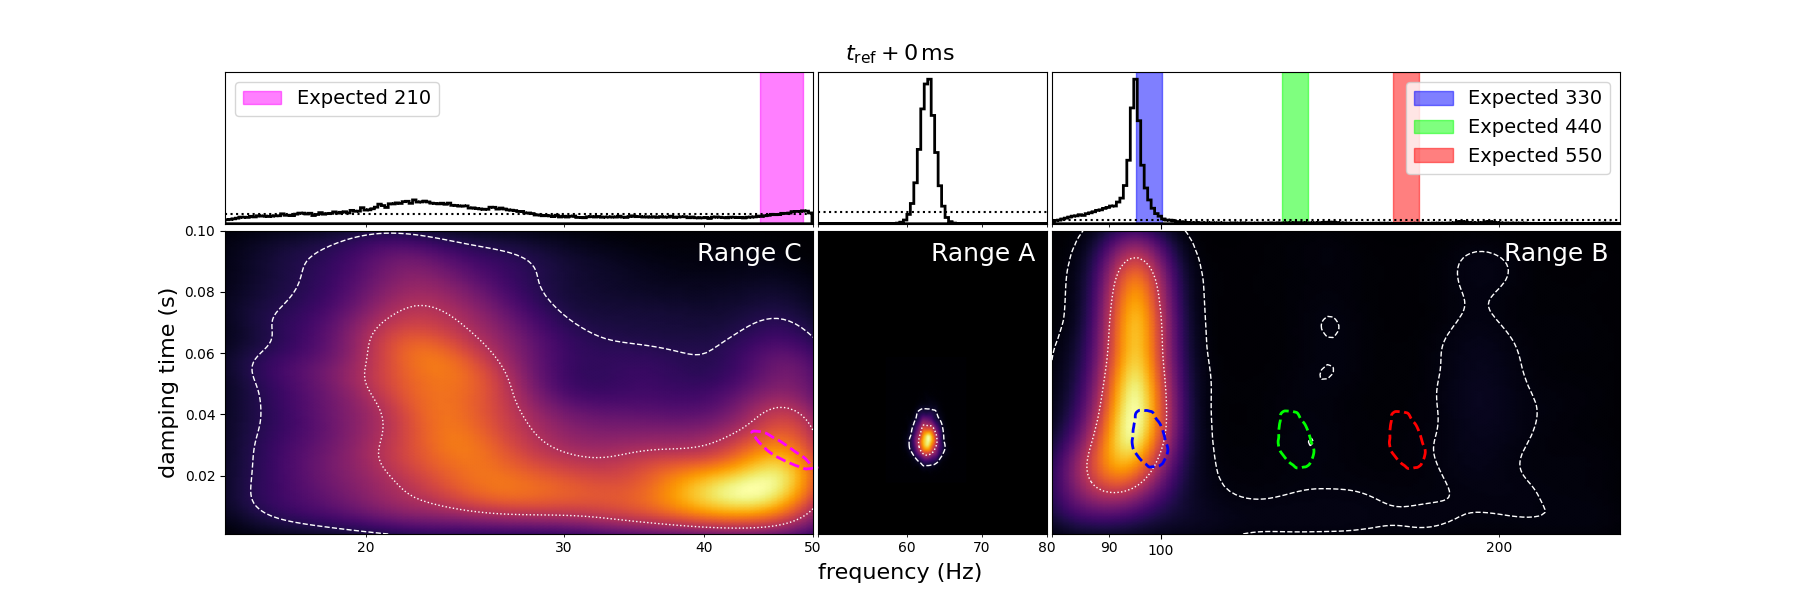 t_ref + 0 ms
Expected 210
Expected 330
Expected 440
Expected 550
Range C
Range A
Range B
0.10
0.08
0.06
0.04
0.02
damping time (s)
20 30 40 50 60 70 80 90 100 200
frequency (Hz)